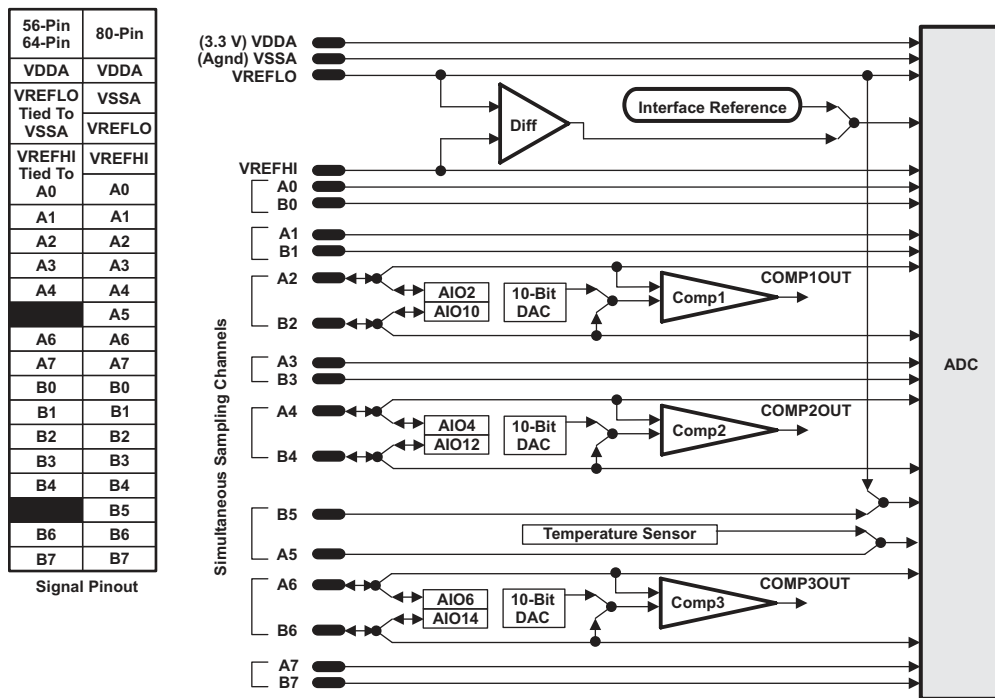 56-Pin
64-Pin
80-Pin
VDDA
VDDA
VREFLO
Tied To
VSSA
VSSA
VREFLO
VREFHI
Tied To
A0
VREFHI
A0
A1
A1
A2
A2
A3
A3
A4
A4
A5
A6
A6
A7
A7
B0
B0
B1
B1
B2
B2
B3
B3
B4
B4
B5
B6
B6
B7
B7
Signal Pinout
(3.3 V) VDDA
(Agnd) VSSA
VREFLO
Diff
Interface Reference
VREFHI
A0
B0
A1
B1
A2
AIO2
AIO10
10-Bit
DAC
Comp1
COMP1OUT
B2
Simultaneous Sampling Channels
A3
B3
ADC
A4
AIO4
AIO12
10-Bit
DAC
Comp2
COMP2OUT
B4
B5
Temperature Sensor
A5
A6
AIO6
AIO14
10-Bit
DAC
Comp3
COMP3OUT
B6
A7
B7